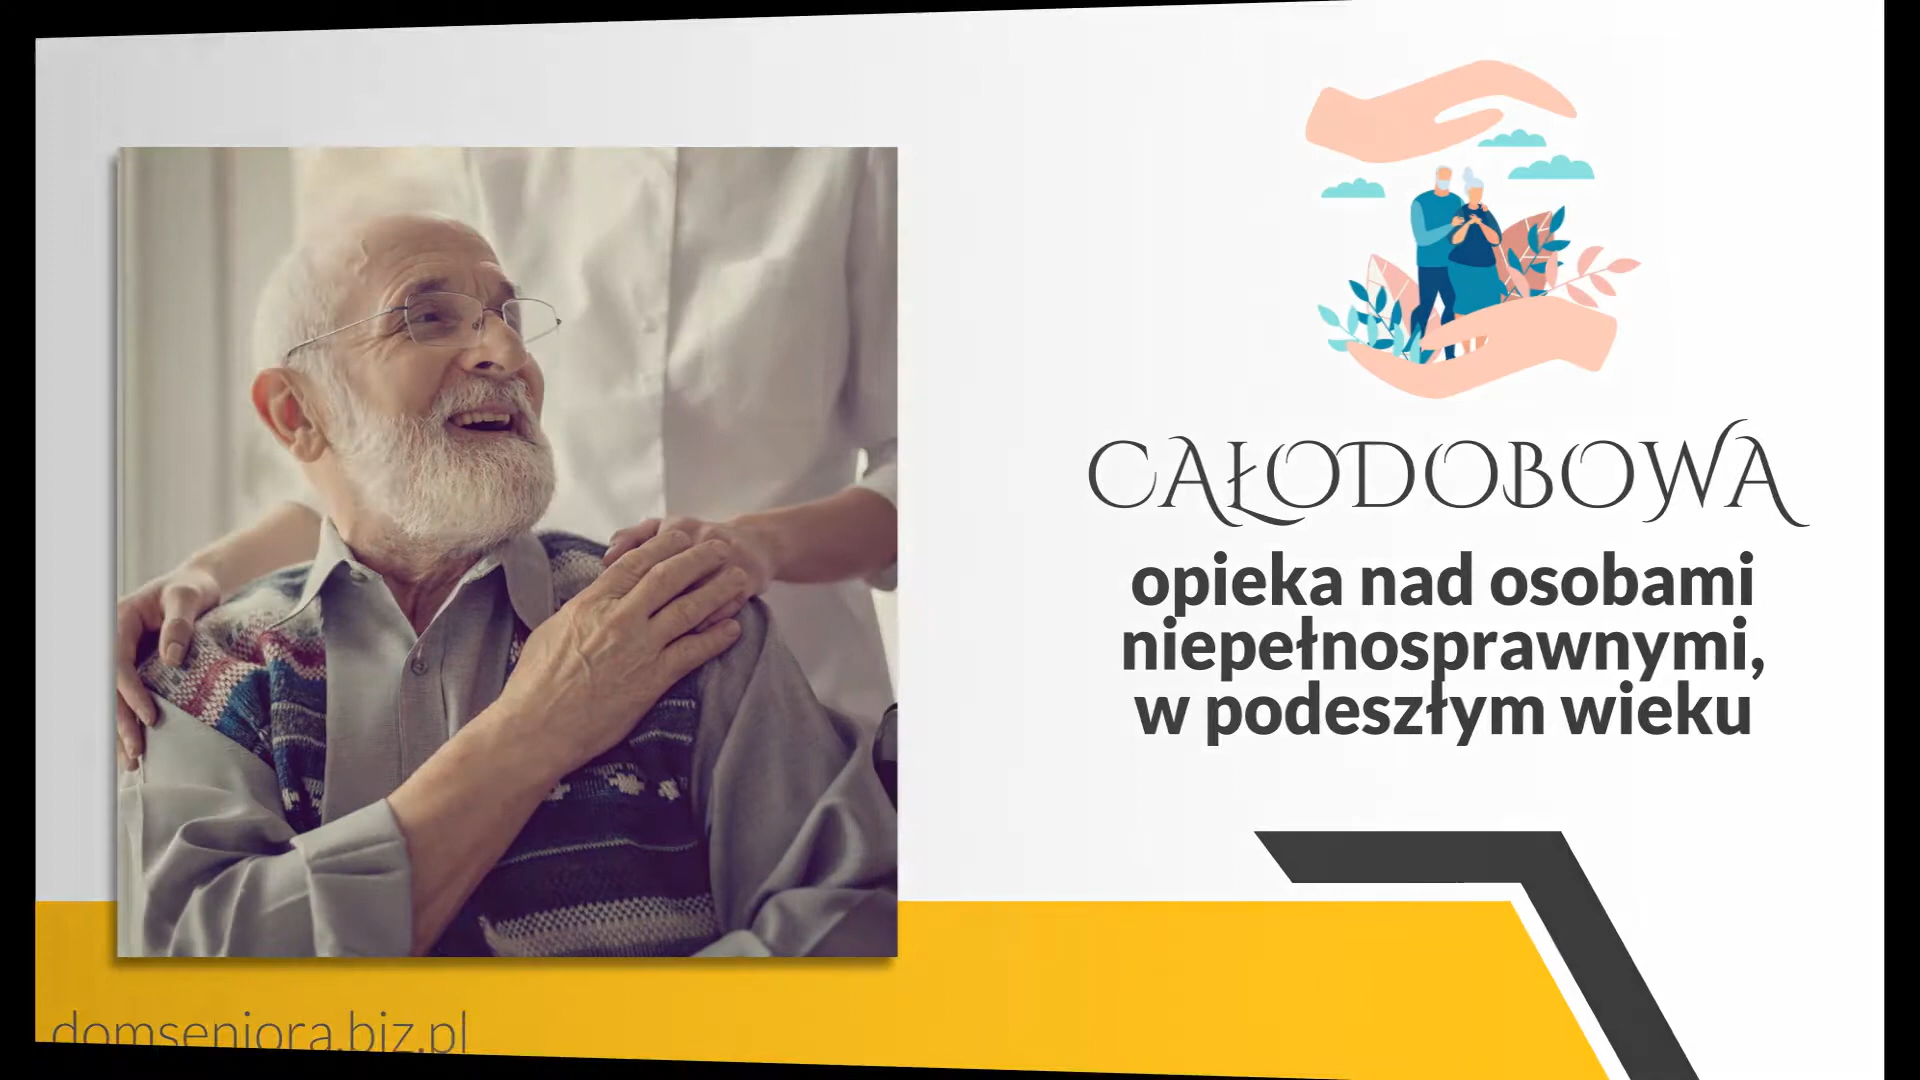 CAŁODOBOWA
opieka nad osobami
niepełnosprawnymi,
w podeszłym wieku
domseniora.biz.pl